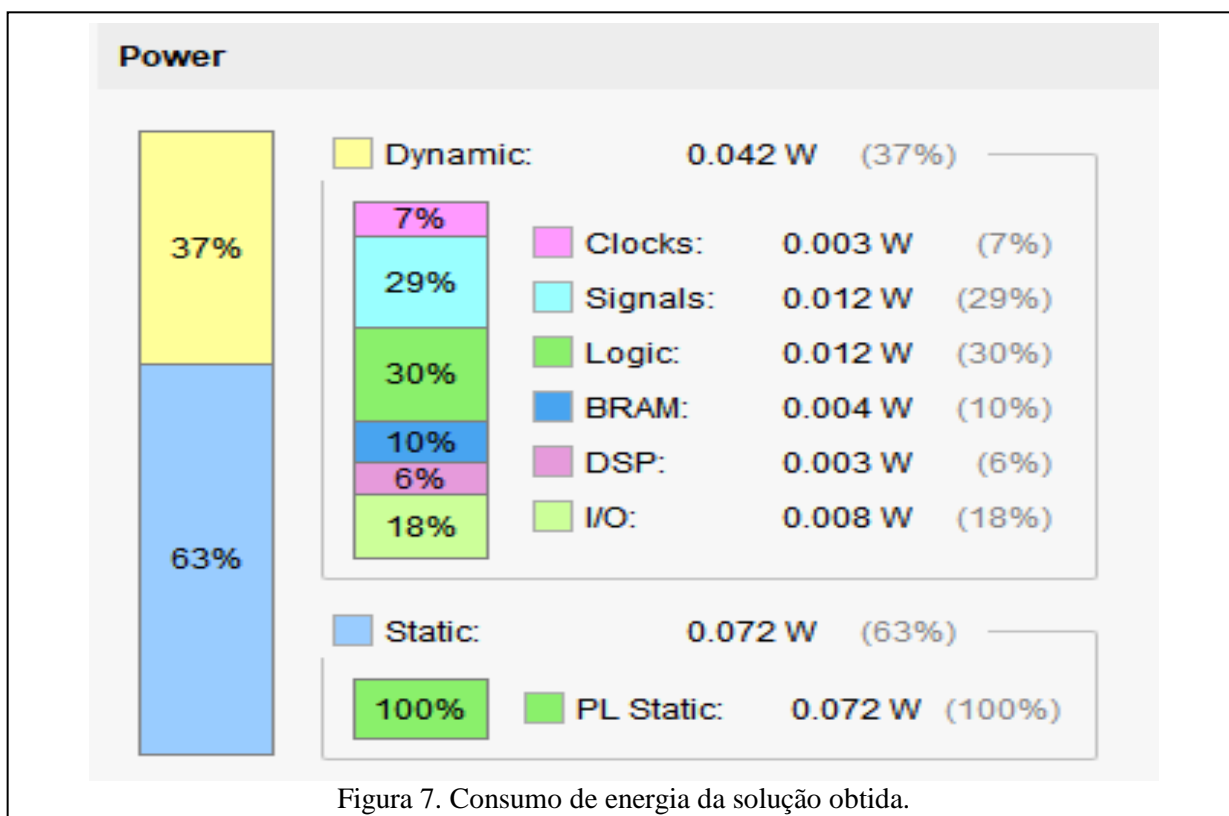 Power
37%
63%
Dynamic: 0.042 W (37%)
7%
29%
30%
10%
6%
18%
Clocks: 0.003 W (7%)
Signals: 0.012 W (29%)
Logic: 0.012 W (30%)
BRAM: 0.004 W (10%)
DSP: 0.003 W (6%)
I/O: 0.008 W (18%)
Static: 0.072 W (63%)
100%
PL Static: 0.072 W (100%)
Figura 7. Consumo de energia da solução obtida.